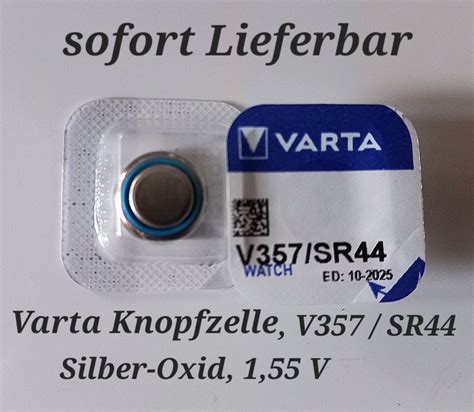 sofort Lieferbar
VARTA
V357/SR44
WATCH
ED: 10-2025
Varta Knopfzelle, V357 / SR44
Silber-Oxid, 1,55 V